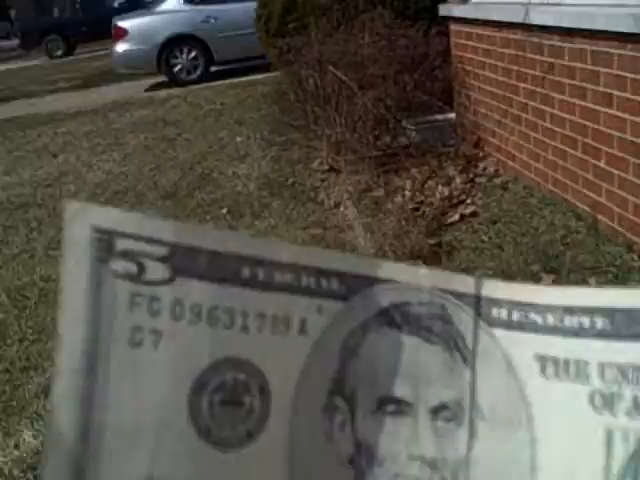 5
FEDERAL RESERVE
FG 09631789 A
G7
THE UNI
OF A